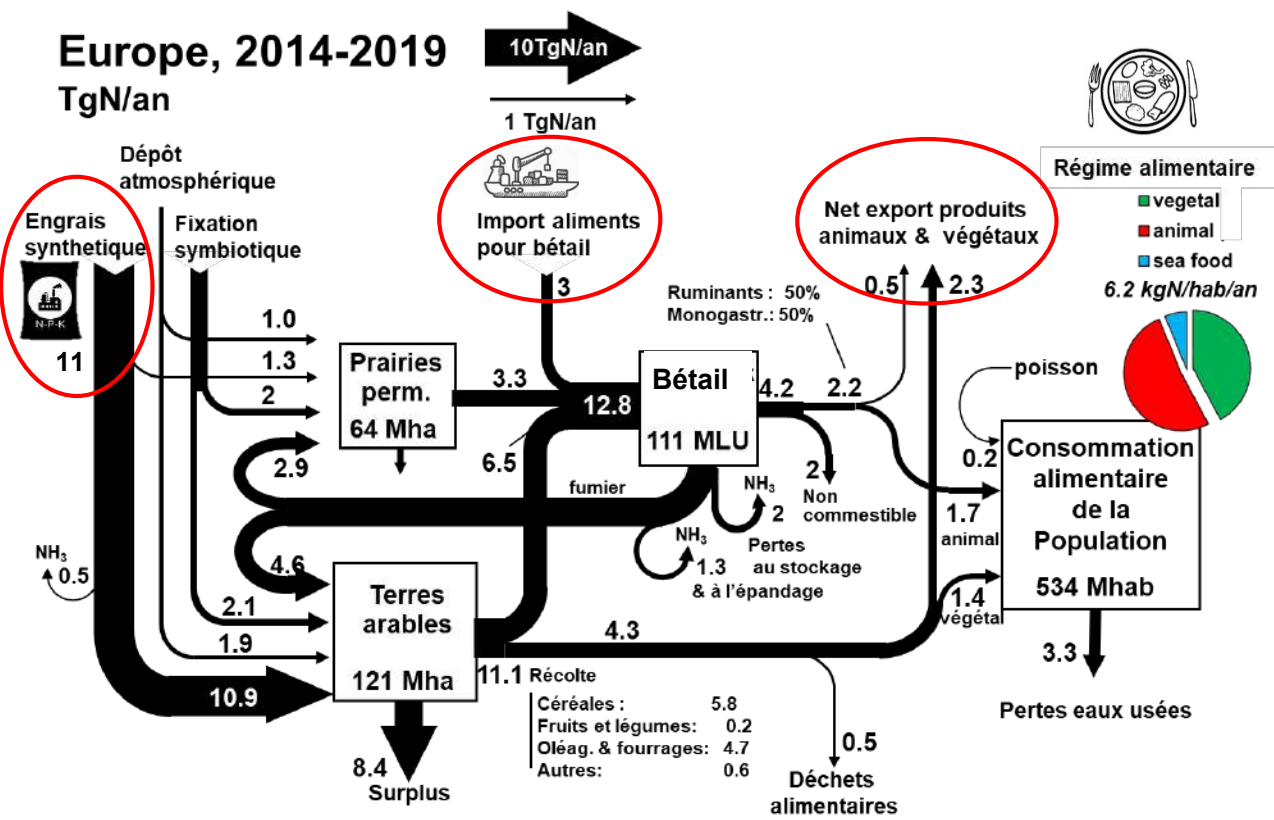 Europe, 2014-2019
TgN/an
10TgN/an
1 TgN/an
Dépôt
atmosphérique
Engrais
synthetique
N-P-K
11
Fixation
symbiotique
Import aliments
pour bétail
3
Net export produits
animaux & végétaux
0.5
2.3
Régime alimentaire
vegetal
animal
sea food
6.2 kgN/hab/an
Ruminants : 50%
Monogastr.: 50%
1.0
1.3
2
Prairies
perm.
64 Mha
3.3
12.8
Bétail
111 MLU
4.2
2.2
poisson
0.2
Consommation
alimentaire
de la
Population
534 Mhab
2.9
6.5
fumier
NH3
2
2
Non
commestible
1.7
animal
NH3
1.3
Pertes
au stockage
& à l'épandage
NH3
0.5
4.6
2.1
1.9
10.9
Terres
arables
121 Mha
4.3
1.4
végétal
3.3
Pertes eaux usées
11.1 Récolte
Céréales : 5.8
Fruits et légumes: 0.2
Oléag. & fourrages: 4.7
Autres: 0.6
0.5
Déchets
alimentaires
8.4
Surplus